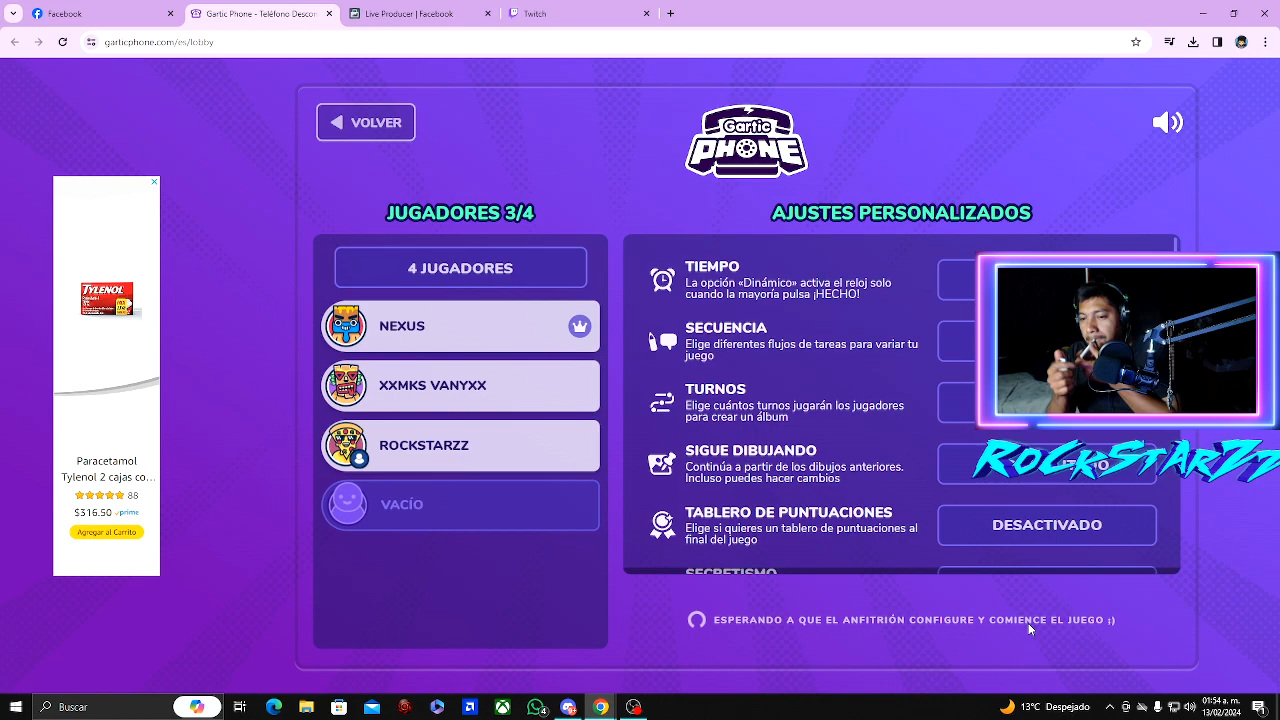 Facebook
Gartic Phone - Teléfono Descom
Live Producer | Facebook
Twitch
garticphone.com/es/lobby
VOLVER
Gartic
PHONE
JUGADORES 3/4
AJUSTES PERSONALIZADOS
4 JUGADORES
NEXUS
XXMKS VANYXX
ROCKSTARZZ
VACÍO
TIEMPO
La opción «Dinámico» activa el reloj solo
cuando la mayoría pulsa ¡HECHO!
SECUENCIA
Elige diferentes flujos de tareas para variar tu
juego
TURNOS
Elige cuántos turnos jugarán los jugadores
para crear un álbum
SIGUE DIBUJANDO
Continúa a partir de los dibujos anteriores.
Incluso puedes hacer cambios
TABLERO DE PUNTUACIONES
Elige si quieres un tablero de puntuaciones al
final del juego
DESACTIVADO
SECRETISMO
ROCKSTARZZ
ESPERANDO A QUE EL ANFITRIÓN CONFIGURE Y COMIENCE EL JUEGO ;)
TYLENOL
Paracetamol
Tylenol 2 cajas co...
88
$316.50 prime
Agregar al Carrito
Buscar
4
13°C Despejado
01:54 a. m.
13/02/2024